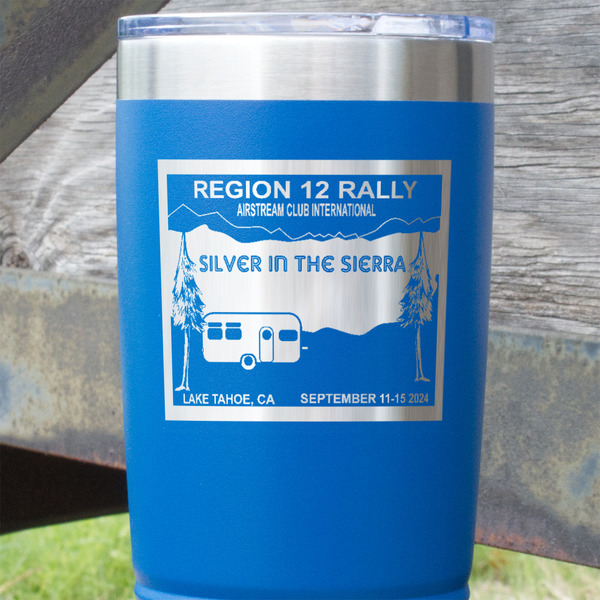 REGION 12 RALLY
AIRSTREAM CLUB INTERNATIONAL
SILVER IN THE SIERRA
LAKE TAHOE, CA SEPTEMBER 11-15 2024